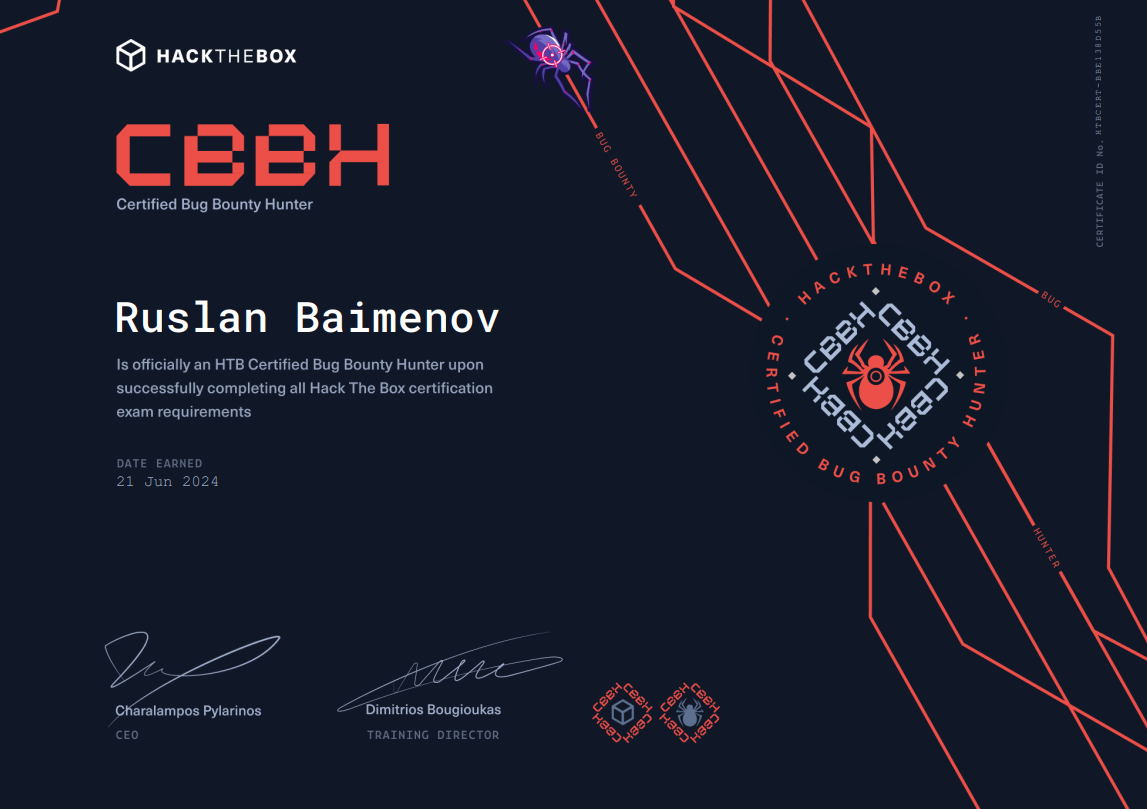 HACKTHEBOX
CBBH
Certified Bug Bounty Hunter
Ruslan Baimenov
Is officially an HTB Certified Bug Bounty Hunter upon
successfully completing all Hack The Box certification
exam requirements
DATE EARNED
21 Jun 2024
Charalampos Pylarinos
CEO
Dimitrios Bougioukas
TRAINING DIRECTOR
CBBH CBBH CBBH CBBH
CBBH CBBH CBBH CBBH
BUG BOUNTY
· HACKTHEBOX ·
CERTIFIED BUG BOUNTY HUNTER
CBBH CBBH CBBH CBBH
BUG
HUNTER
CERTIFICATE ID No. HTBCERT-BBE138D55B